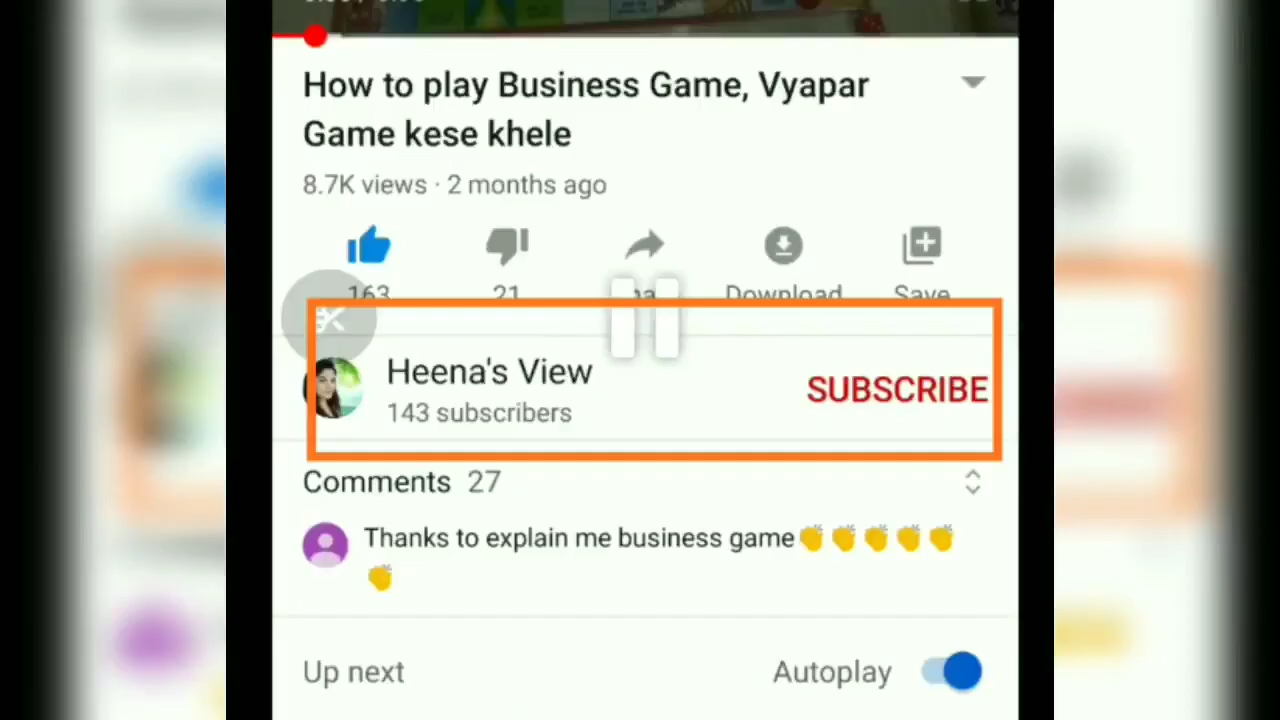 How to play Business Game, Vyapar
Game kese khele
8.7K views · 2 months ago
163 21 Download Save
Heena's View
143 subscribers
SUBSCRIBE
Comments 27
Thanks to explain me business game👏👏👏👏👏
👏
Up next Autoplay